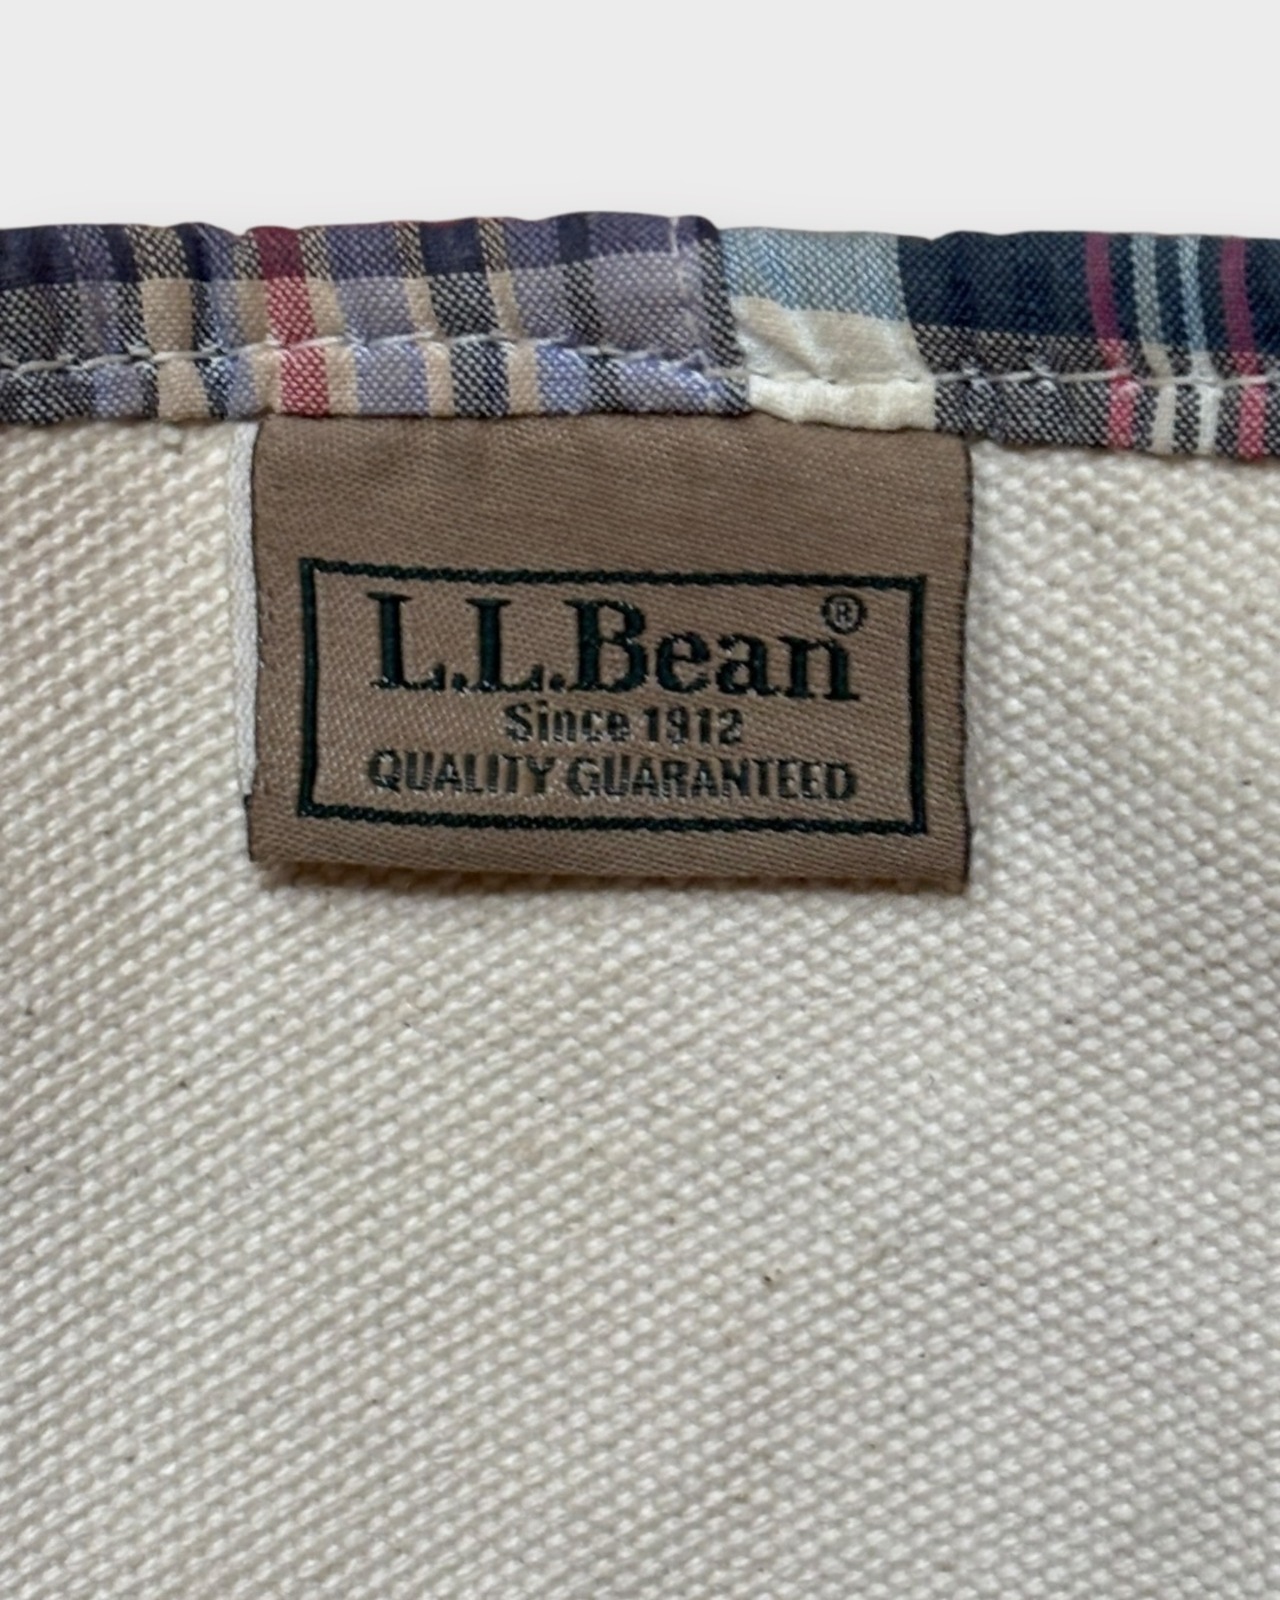 L.L.Bean®
Since 1912
QUALITY GUARANTEED